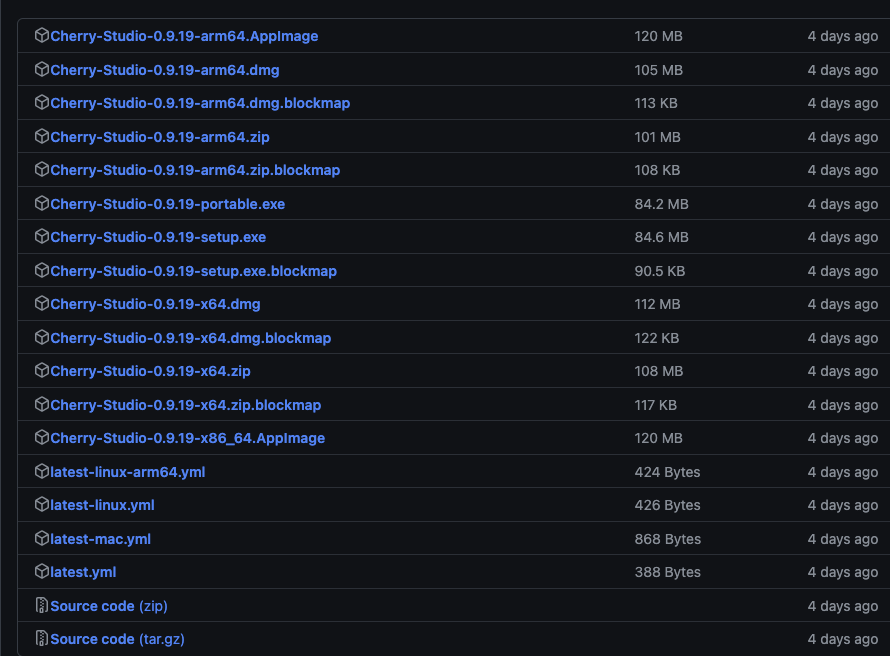 Cherry-Studio-0.9.19-arm64.AppImage 120 MB 4 days ago
Cherry-Studio-0.9.19-arm64.dmg 105 MB 4 days ago
Cherry-Studio-0.9.19-arm64.dmg.blockmap 113 KB 4 days ago
Cherry-Studio-0.9.19-arm64.zip 101 MB 4 days ago
Cherry-Studio-0.9.19-arm64.zip.blockmap 108 KB 4 days ago
Cherry-Studio-0.9.19-portable.exe 84.2 MB 4 days ago
Cherry-Studio-0.9.19-setup.exe 84.6 MB 4 days ago
Cherry-Studio-0.9.19-setup.exe.blockmap 90.5 KB 4 days ago
Cherry-Studio-0.9.19-x64.dmg 112 MB 4 days ago
Cherry-Studio-0.9.19-x64.dmg.blockmap 122 KB 4 days ago
Cherry-Studio-0.9.19-x64.zip 108 MB 4 days ago
Cherry-Studio-0.9.19-x64.zip.blockmap 117 KB 4 days ago
Cherry-Studio-0.9.19-x86_64.AppImage 120 MB 4 days ago
latest-linux-arm64.yml 424 Bytes 4 days ago
latest-linux.yml 426 Bytes 4 days ago
latest-mac.yml 868 Bytes 4 days ago
latest.yml 388 Bytes 4 days ago
Source code (zip) 4 days ago
Source code (tar.gz) 4 days ago